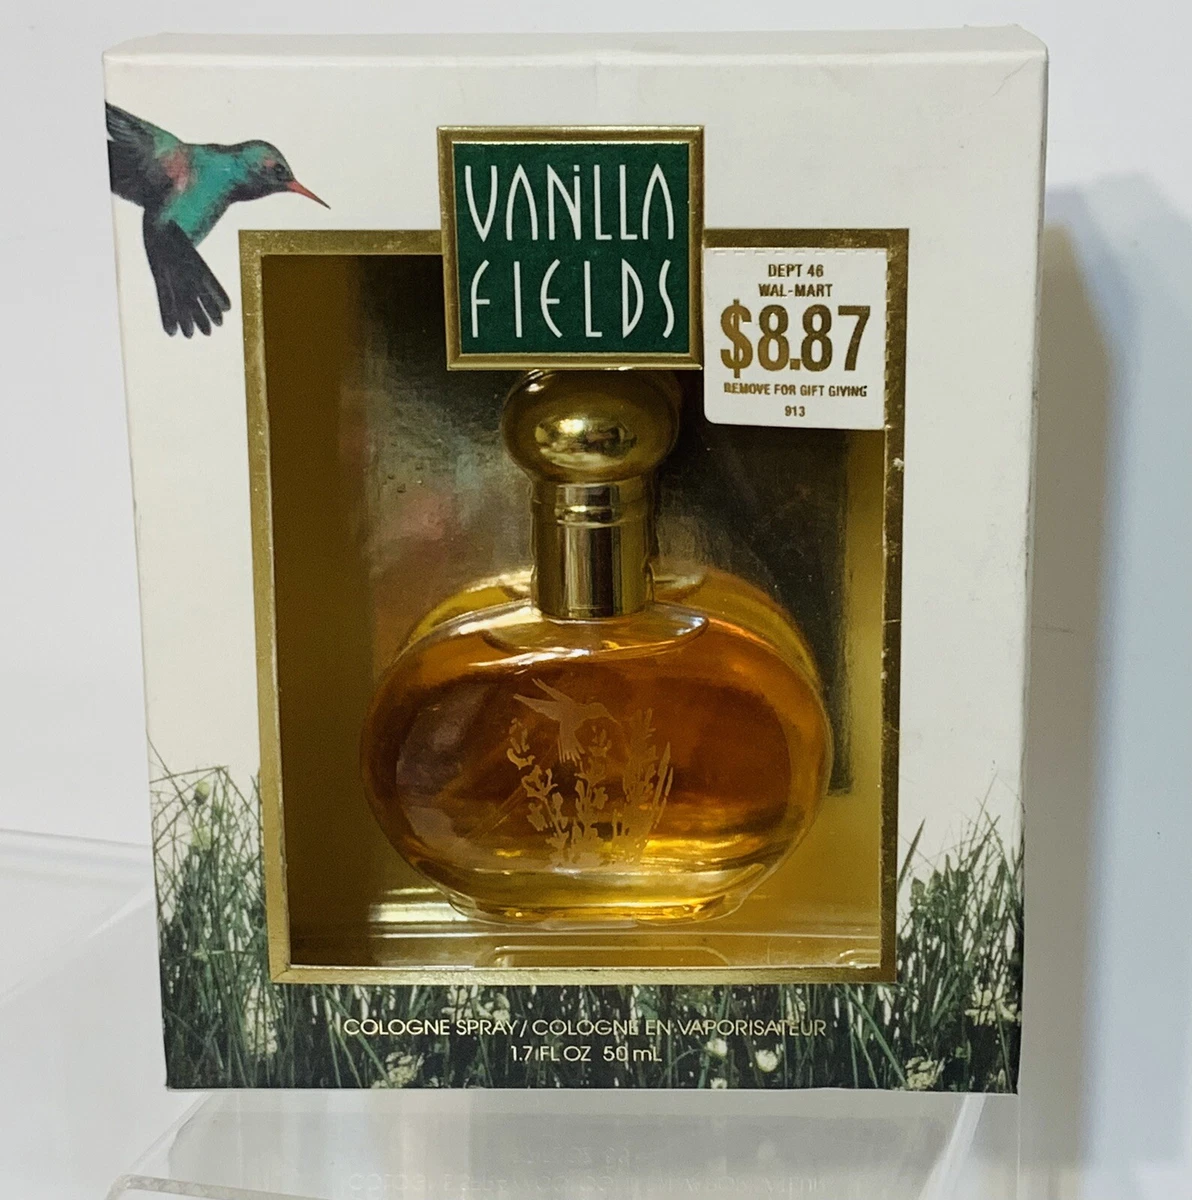 VANiLLA
FIELDS
DEPT 46
WAL-MART
$8.87
REMOVE FOR GIFT GIVING
913
COLOGNE SPRAY / COLOGNE EN VAPORISATEUR
1.7 FL OZ 50 mL